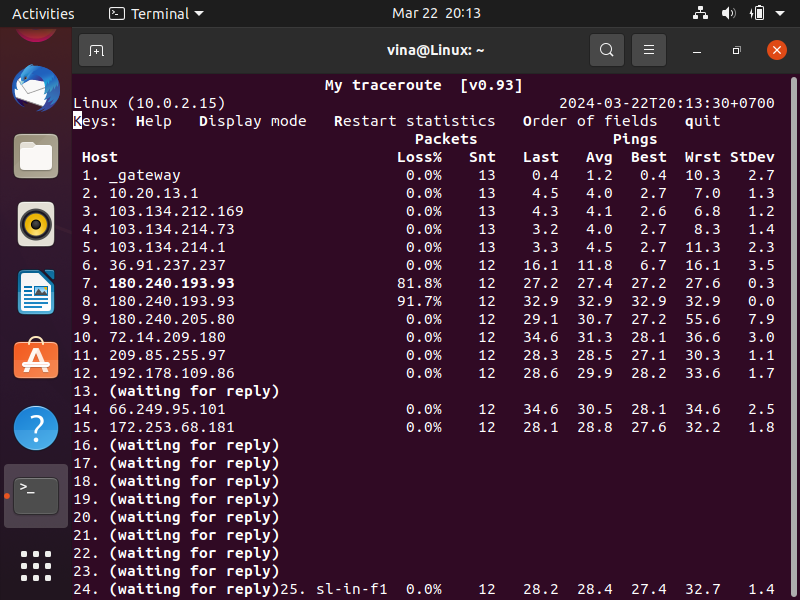 Activities Terminal Mar 22 20:13
vina@Linux: ~
My traceroute [v0.93]
Linux (10.0.2.15) 2024-03-22T20:13:30+0700
Keys: Help Display mode Restart statistics Order of fields quit
Packets Pings
Host Loss% Snt Last Avg Best Wrst StDev
1. _gateway 0.0% 13 0.4 1.2 0.4 10.3 2.7
2. 10.20.13.1 0.0% 13 4.5 4.0 2.7 7.0 1.3
3. 103.134.212.169 0.0% 13 4.3 4.1 2.6 6.8 1.2
4. 103.134.214.73 0.0% 13 3.2 4.0 2.7 8.3 1.4
5. 103.134.214.1 0.0% 13 3.3 4.5 2.7 11.3 2.3
6. 36.91.237.237 0.0% 12 16.1 11.8 6.7 16.1 3.5
7. 180.240.193.93 81.8% 12 27.2 27.4 27.2 27.6 0.3
8. 180.240.193.93 91.7% 12 32.9 32.9 32.9 32.9 0.0
9. 180.240.205.80 0.0% 12 29.1 30.7 27.2 55.6 7.9
10. 72.14.209.180 0.0% 12 34.6 31.3 28.1 36.6 3.0
11. 209.85.255.97 0.0% 12 28.3 28.5 27.1 30.3 1.1
12. 192.178.109.86 0.0% 12 28.6 29.9 28.2 33.6 1.7
13. (waiting for reply)
14. 66.249.95.101 0.0% 12 34.6 30.5 28.1 34.6 2.5
15. 172.253.68.181 0.0% 12 28.1 28.8 27.6 32.2 1.8
16. (waiting for reply)
17. (waiting for reply)
18. (waiting for reply)
19. (waiting for reply)
20. (waiting for reply)
21. (waiting for reply)
22. (waiting for reply)
23. (waiting for reply)
24. (waiting for reply)25. sl-in-f1 0.0% 12 28.2 28.4 27.4 32.7 1.4